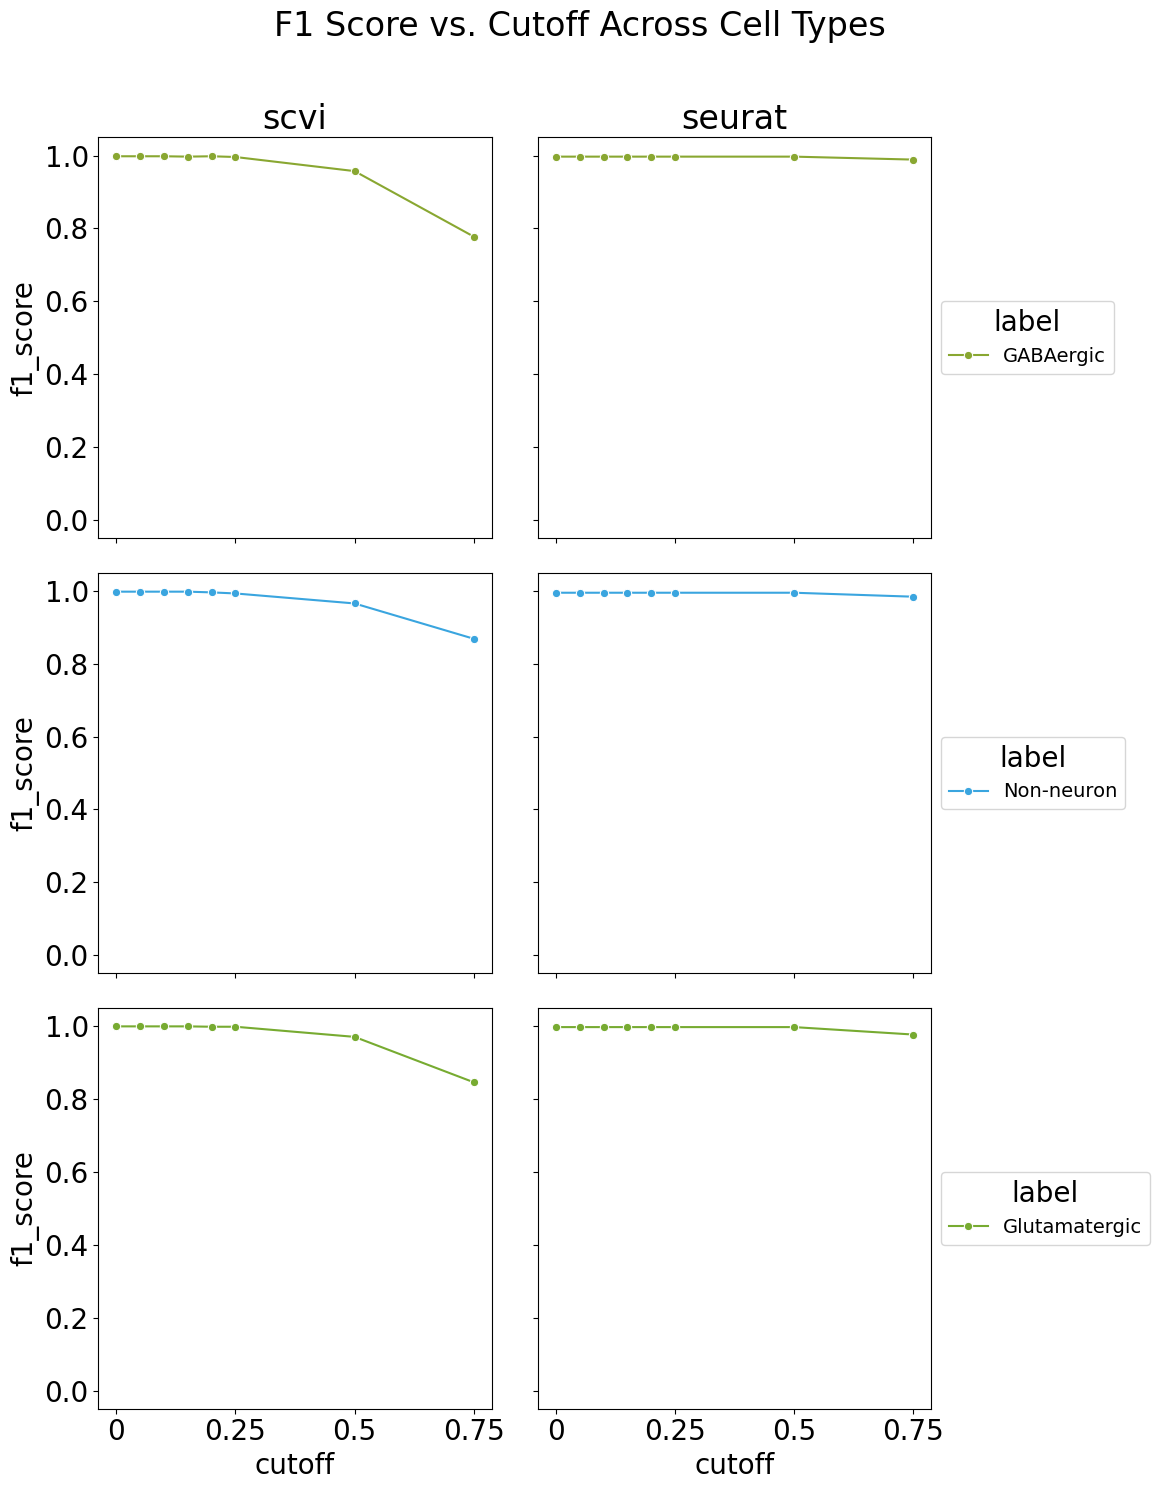 F1 Score vs. Cutoff Across Cell Types
scvi
seurat
1.0
0.8
0.6
0.4
0.2
0.0
f1_score
label
GABAergic
1.0
0.8
0.6
0.4
0.2
0.0
f1_score
label
Non-neuron
1.0
0.8
0.6
0.4
0.2
0.0
f1_score
label
Glutamatergic
0 0.25 0.5 0.75
cutoff
0 0.25 0.5 0.75
cutoff